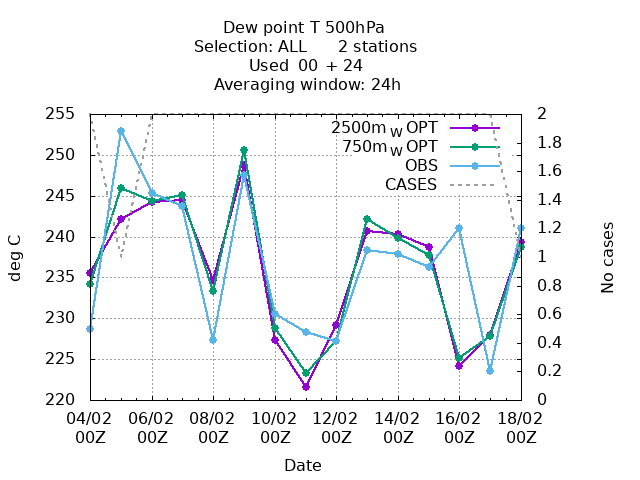 Dew point T 500hPa
Selection: ALL 2 stations
Used 00 + 24
Averaging window: 24h
255
250
245
240
235
230
225
220
deg C
2500m W OPT
750m W OPT
OBS
CASES
2
1.8
1.6
1.4
1.2
1
0.8
0.6
0.4
0.2
0
No cases
04/02 06/02 08/02 10/02 12/02 14/02 16/02 18/02
00Z 00Z 00Z 00Z 00Z 00Z 00Z 00Z
Date